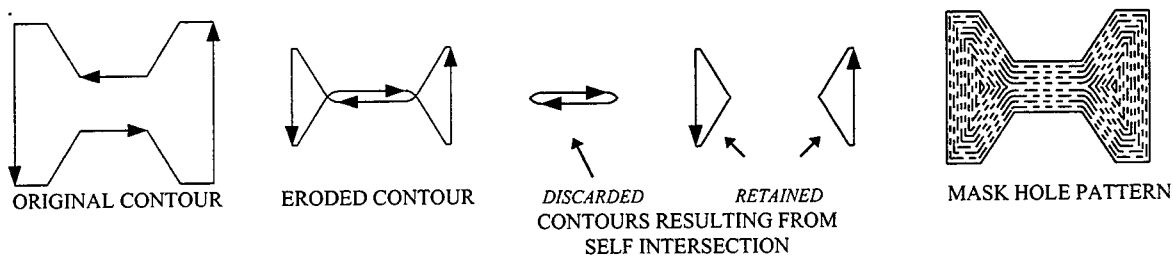 ORIGINAL CONTOUR
ERODED CONTOUR
DISCARDED
RETAINED
CONTOURS RESULTING FROM
SELF INTERSECTION
MASK HOLE PATTERN